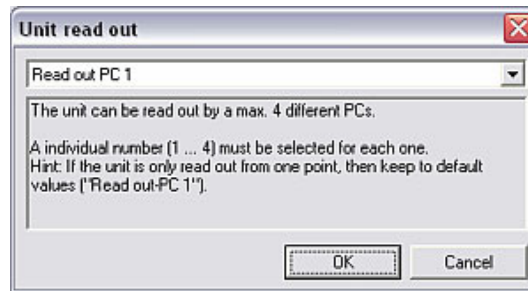 Unit read out
Read out PC 1
The unit can be read out by a max. 4 different PCs.
A individual number (1 ... 4) must be selected for each one.
Hint: If the unit is only read out from one point, then keep to default
values ("Read out-PC 1").
OK
Cancel